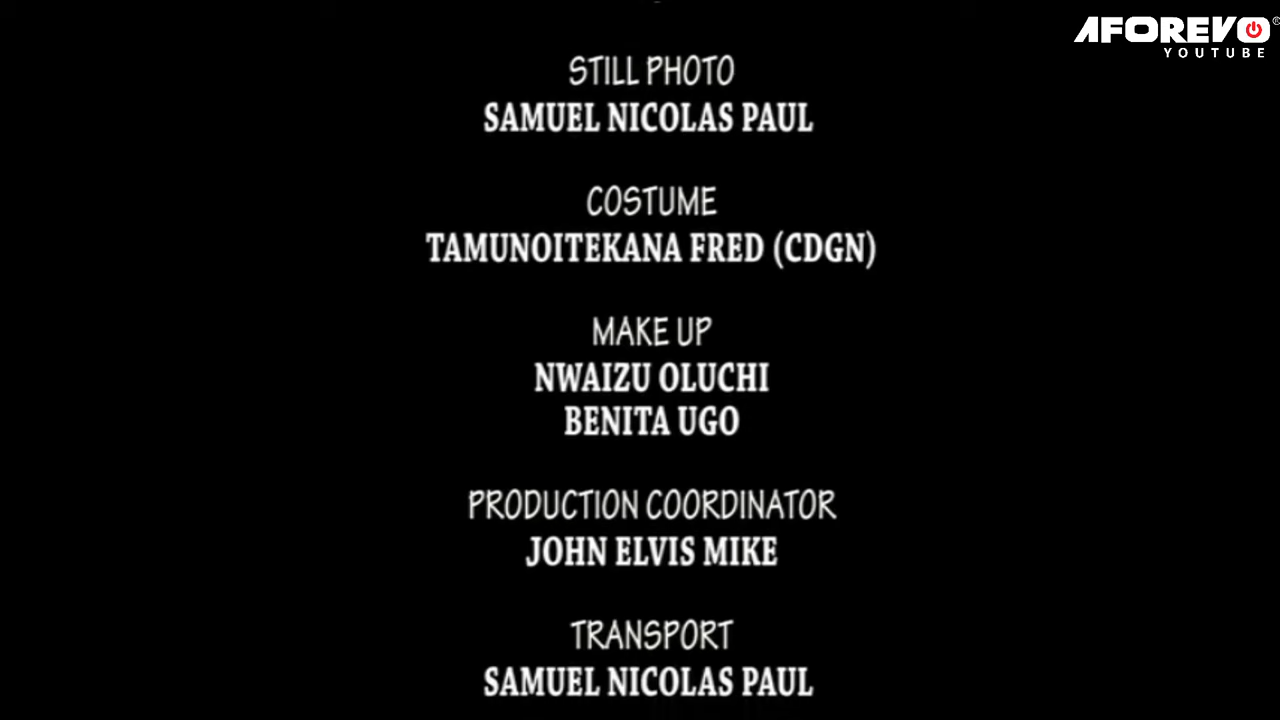 AFOREVO®
YOUTUBE
STILL PHOTO
SAMUEL NICOLAS PAUL
COSTUME
TAMUNOITEKANA FRED (CDGN)
MAKE UP
NWAIZU OLUCHI
BENITA UGO
PRODUCTION COORDINATOR
JOHN ELVIS MIKE
TRANSPORT
SAMUEL NICOLAS PAUL